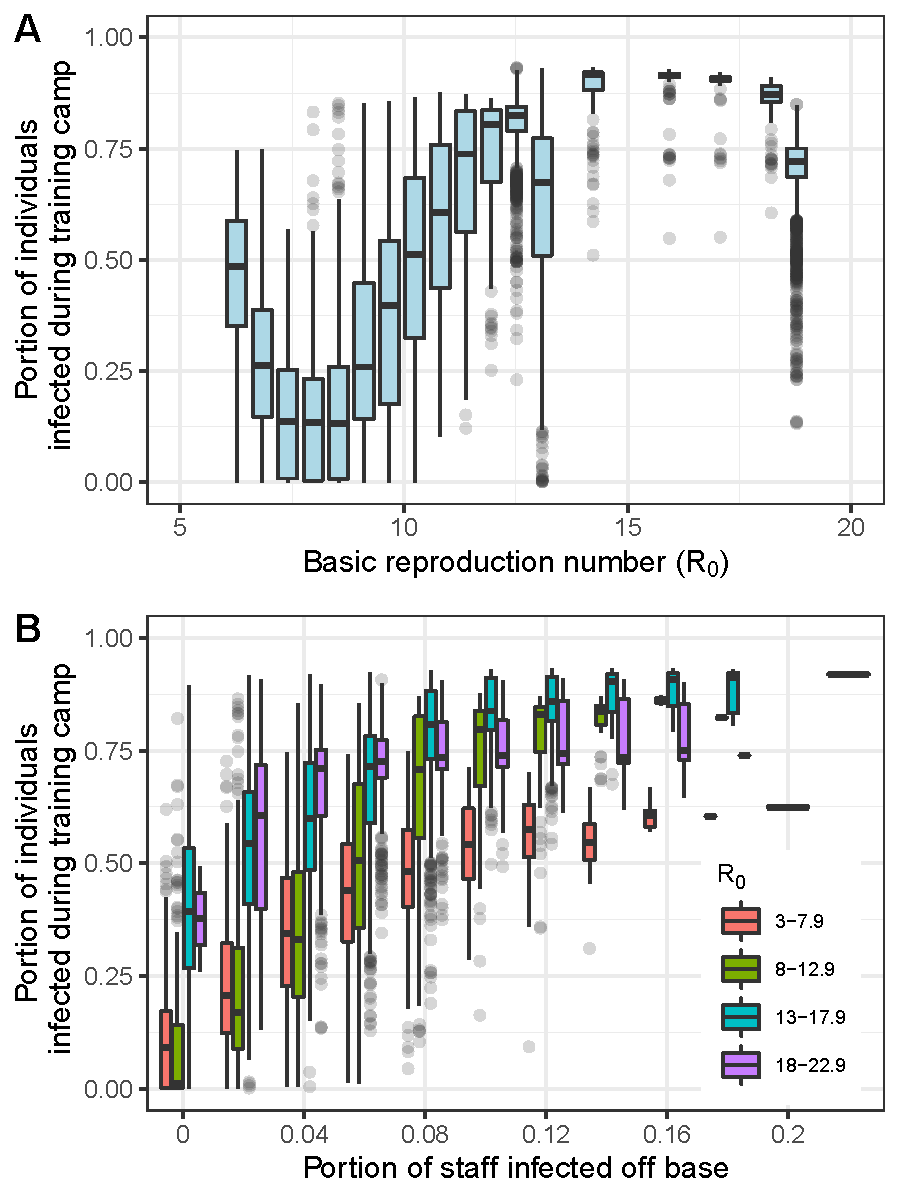 A
Portion of individuals
infected during training camp
1.00
0.75
0.50
0.25
0.00
5
10
15
20
Basic reproduction number (R₀)
B
Portion of individuals
infected during training camp
1.00
0.75
0.50
0.25
0.00
R₀
3−7.9
8−12.9
13−17.9
18−22.9
0
0.04
0.08
0.12
0.16
0.2
Portion of staff infected off base